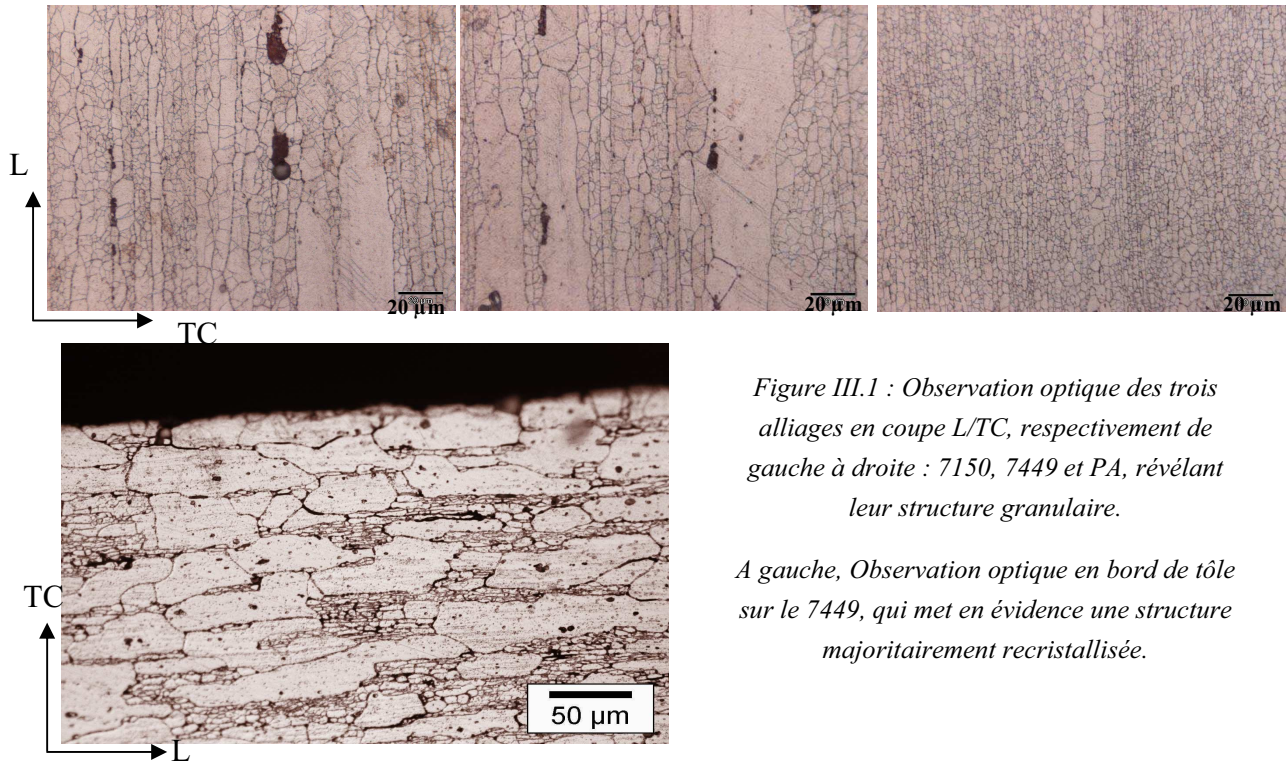 L
TC
20 µm
20 µm
20 µm
TC
L
50 µm
Figure III.1 : Observation optique des trois
alliages en coupe L/TC, respectivement de
gauche à droite : 7150, 7449 et PA, révélant
leur structure granulaire.
A gauche, Observation optique en bord de tôle
sur le 7449, qui met en évidence une structure
majoritairement recristallisée.